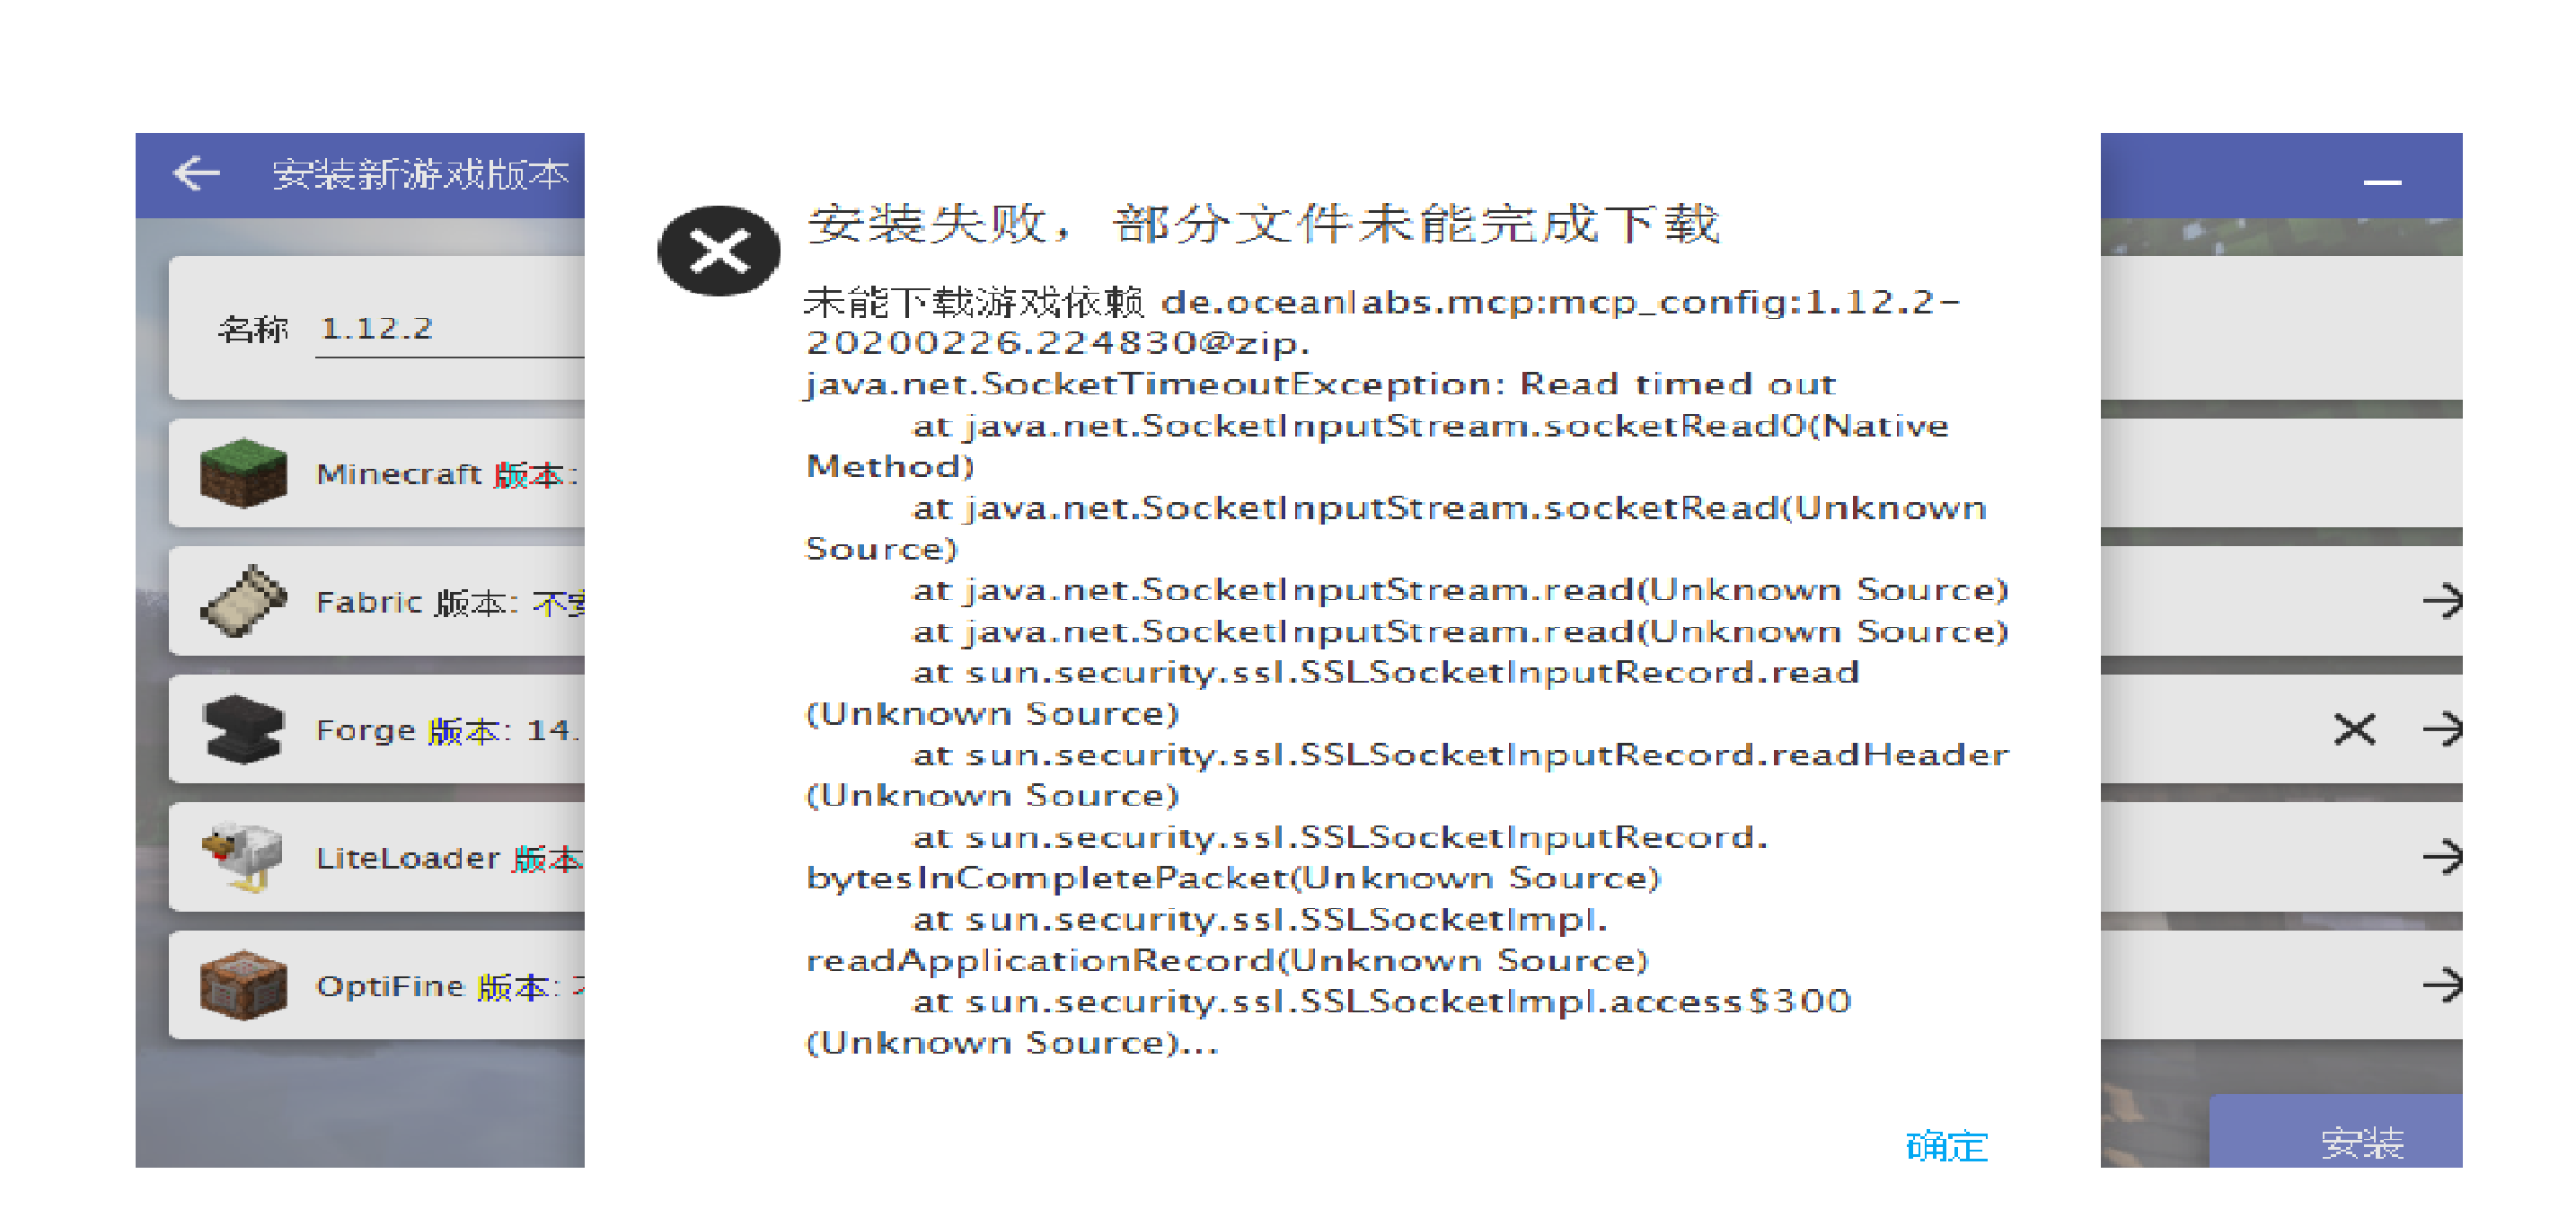 安装新游戏版本
名称 1.12.2
Minecraft 版本:
Fabric 版本: 不
Forge 版本: 14.
LiteLoader 版本
OptiFine 版本:
安装失败，部分文件未能完成下载
未能下载游戏依赖 de.oceanlabs.mcp:mcp_config:1.12.2-
20200226.224830@zip.
java.net.SocketTimeoutException: Read timed out
at java.net.SocketInputStream.socketRead0(Native
Method)
at java.net.SocketInputStream.socketRead(Unknown
Source)
at java.net.SocketInputStream.read(Unknown Source)
at java.net.SocketInputStream.read(Unknown Source)
at sun.security.ssl.SSLSocketInputRecord.read
(Unknown Source)
at sun.security.ssl.SSLSocketInputRecord.readHeader
(Unknown Source)
at sun.security.ssl.SSLSocketInputRecord.
bytesInCompletePacket(Unknown Source)
at sun.security.ssl.SSLSocketImpl.
readApplicationRecord(Unknown Source)
at sun.security.ssl.SSLSocketImpl.access$300
(Unknown Source)...
确定
安装